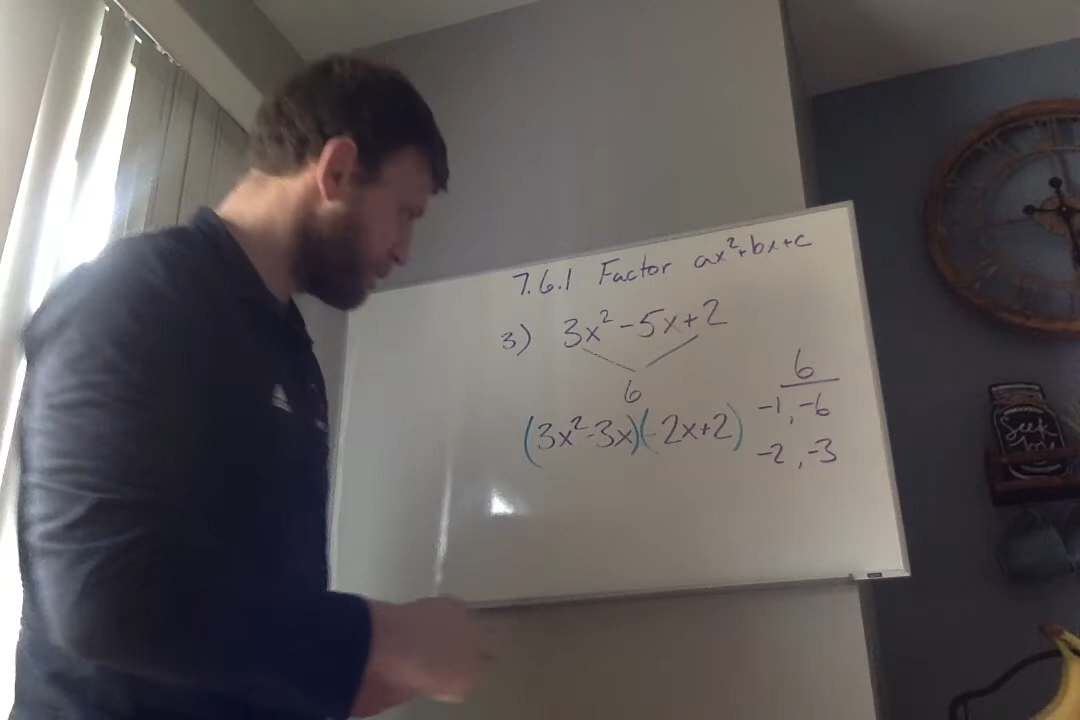 7.6.1 Factor ax²+bx+c
3) 3x²-5x+2
6
(3x²-3x)(-2x+2)
6
-1, -6
-2, -3
Seek